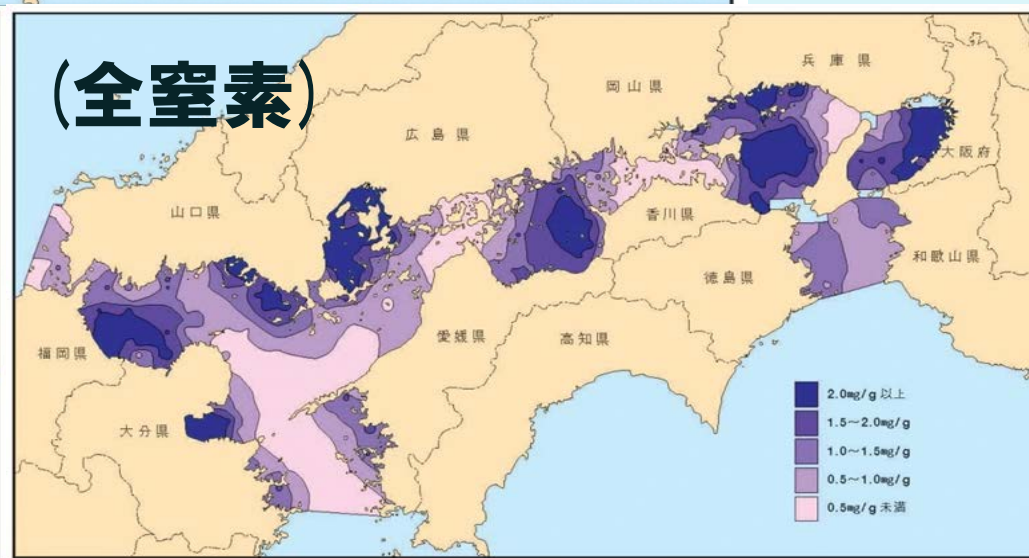 (全窒素)
兵庫県
岡山県
広島県
大阪府
山口県
香川県
和歌山県
徳島県
愛媛県
高知県
福岡県
大分県
2.0mg/g 以上
1.5～2.0mg/g
1.0～1.5mg/g
0.5～1.0mg/g
0.5mg/g 未満